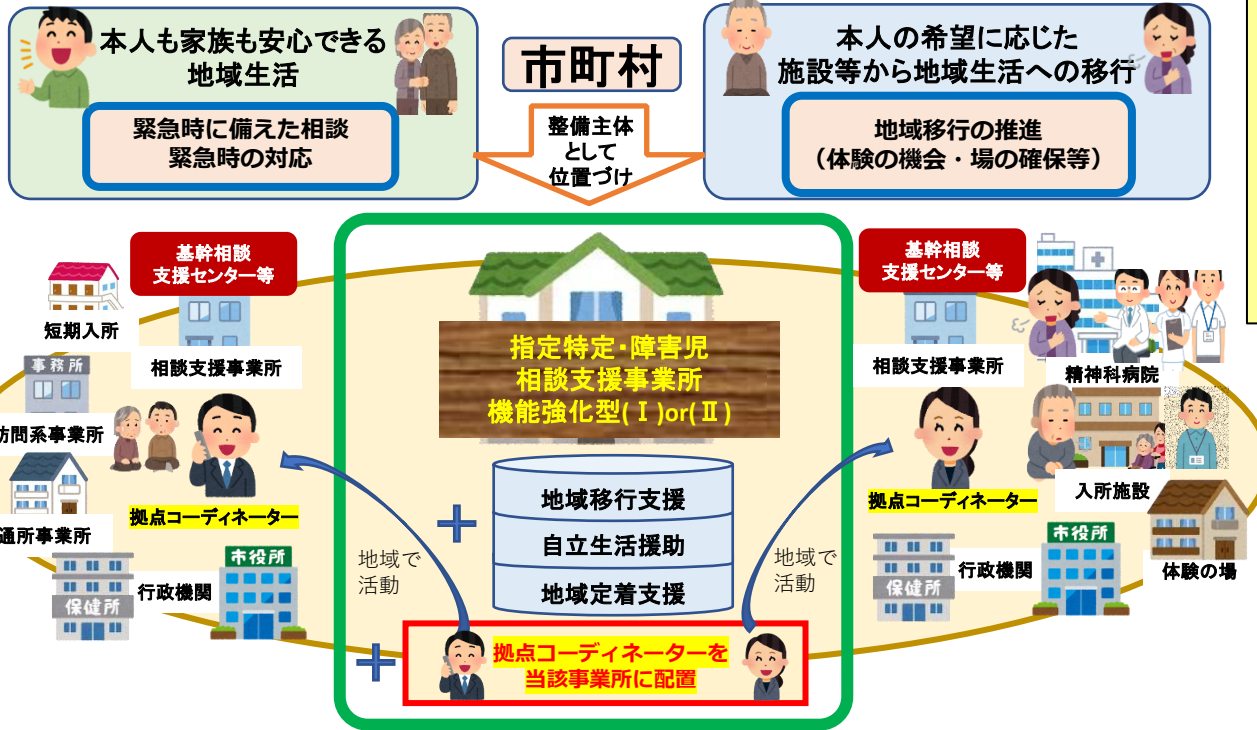 本人も家族も安心できる
地域生活
緊急時に備えた相談
緊急時の対応
市町村
整備主体
として
位置づけ
本人の希望に応じた
施設等から地域生活への移行
地域移行の推進
（体験の機会・場の確保等）
基幹相談
支援センター等
短期入所
相談支援事業所
事務所
訪問系事業所
拠点コーディネーター
通所事業所
保健所
行政機関
市役所
指定特定・障害児
相談支援事業所
機能強化型(Ⅰ)or(Ⅱ)
＋
地域移行支援
自立生活援助
地域定着支援
地域で
活動
地域で
活動
＋
拠点コーディネーターを
当該事業所に配置
基幹相談
支援センター等
相談支援事業所
精神科病院
拠点コーディネーター
入所施設
体験の場
保健所
行政機関
市役所